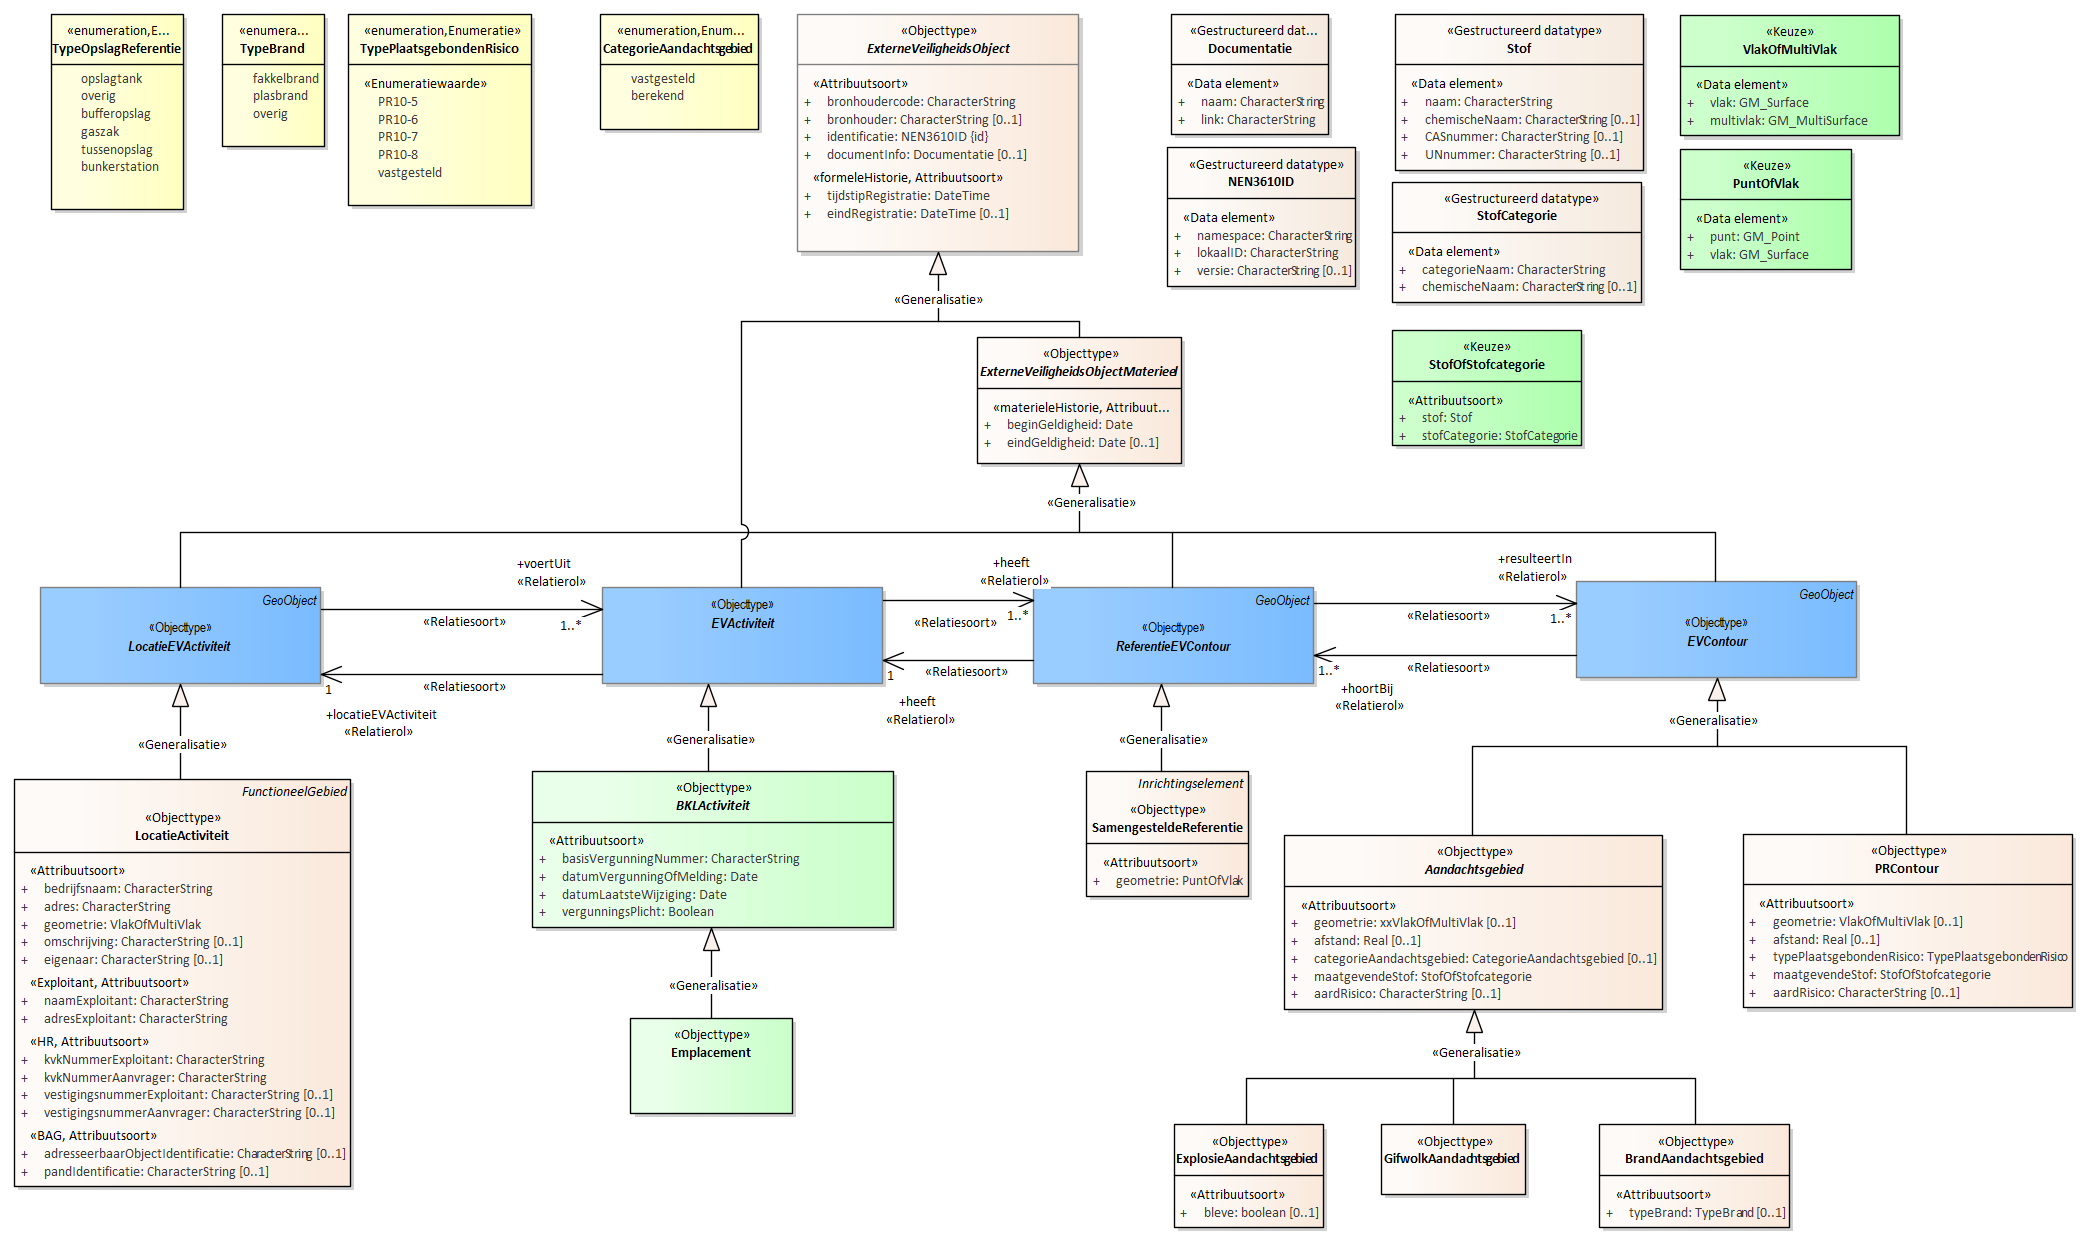 «enumeration,E...
TypeOpslagReferentie
opslagtank
overig
bufferopslag
gaszak
tussenopslag
bunkerstation
«enumera...
TypeBrand
fakkelbrand
plasbrand
overig
«enumeration,Enumeratie»
TypePlaatsgebondenRisico
«Enumeratiewaarde»
PR10-5
PR10-6
PR10-7
PR10-8
vastgesteld
«enumeration,Enum...
CategorieAandachtsgebied
vastgesteld
berekend
«Objecttype»
ExterneVeiligheidsObject
«Attribuutsoort»
+ bronhoudercode: CharacterString
+ bronhouder: CharacterString [0..1]
+ identificatie: NEN3610ID {id}
+ documentInfo: Documentatie [0..1]
«formeleHistorie, Attribuutsoort»
+ tijdstipRegistratie: DateTime
+ eindRegistratie: DateTime [0..1]
«Gestructureerd dat...
Documentatie
«Data element»
+ naam: CharacterString
+ link: CharacterString
«Gestructureerd datatype»
NEN3610ID
«Data element»
+ namespace: CharacterString
+ lokaalID: CharacterString
+ versie: CharacterString [0..1]
«Gestructureerd datatype»
Stof
«Data element»
+ naam: CharacterString
+ chemischeNaam: CharacterString [0..1]
+ CASnummer: CharacterString [0..1]
+ UNnummer: CharacterString [0..1]
«Gestructureerd datatype»
StofCategorie
«Data element»
+ categorieNaam: CharacterString
+ chemischeNaam: CharacterString [0..1]
«Keuze»
StofOfStofcategorie
«Attribuutsoort»
+ stof: Stof
+ stofCategorie: StofCategorie
«Keuze»
VlakOfMultiVlak
«Data element»
+ vlak: GM_Surface
+ multivlak: GM_MultiSurface
«Keuze»
PuntOfVlak
«Data element»
+ punt: GM_Point
+ vlak: GM_Surface
«Generalisatie»
«Objecttype»
ExterneVeiligheidsObjectMaterieel
«materieleHistorie, Attribuut...
+ beginGeldigheid: Date
+ eindGeldigheid: Date [0..1]
«Generalisatie»
GeoObject
«Objecttype»
LocatieEVActiviteit
+voertUit
«Relatierol»
1..*
«Relatiesoort»
«Relatiesoort»
1
+locatieEVActiviteit
«Relatierol»
«Objecttype»
EVActiviteit
+heeft
«Relatierol»
1..*
«Relatiesoort»
«Relatiesoort»
1
+heeft
«Relatierol»
GeoObject
«Objecttype»
ReferentieEVContour
+resulteertIn
«Relatierol»
1..*
«Relatiesoort»
«Relatiesoort»
1..*
+hoortBij
«Relatierol»
GeoObject
«Objecttype»
EVContour
«Generalisatie»
«Generalisatie»
«Generalisatie»
«Generalisatie»
FunctioneelGebied
«Objecttype»
LocatieActiviteit
«Attribuutsoort»
+ bedrijfsnaam: CharacterString
+ adres: CharacterString
+ geometrie: VlakOfMultiVlak
+ omschrijving: CharacterString [0..1]
+ eigenaar: CharacterString [0..1]
«Exploitant, Attribuutsoort»
+ naamExploitant: CharacterString
+ adresExploitant: CharacterString
«HR, Attribuutsoort»
+ kvkNummerExploitant: CharacterString
+ kvkNummerAanvrager: CharacterString
+ vestigingsnummerExploitant: CharacterString [0..1]
+ vestigingsnummerAanvrager: CharacterString [0..1]
«BAG, Attribuutsoort»
+ adresseerbaarObjectIdentificatie: CharacterString [0..1]
+ pandIdentificatie: CharacterString [0..1]
«Objecttype»
BKLActiviteit
«Attribuutsoort»
+ basisVergunningNummer: CharacterString
+ datumVergunningOfMelding: Date
+ datumLaatsteWijziging: Date
+ vergunningsPlicht: Boolean
«Generalisatie»
«Objecttype»
Emplacement
Inrichtingselement
«Objecttype»
SamengesteldeReferentie
«Attribuutsoort»
+ geometrie: PuntOfVlak
«Objecttype»
Aandachtsgebied
«Attribuutsoort»
+ geometrie: xxVlakOfMultiVlak [0..1]
+ afstand: Real [0..1]
+ categorieAandachtsgebied: CategorieAandachtsgebied [0..1]
+ maatgevendeStof: StofOfStofcategorie
+ aardRisico: CharacterString [0..1]
«Objecttype»
PRContour
«Attribuutsoort»
+ geometrie: VlakOfMultiVlak [0..1]
+ afstand: Real [0..1]
+ typePlaatsgebondenRisico: TypePlaatsgebondenRisico
+ maatgevendeStof: StofOfStofcategorie
+ aardRisico: CharacterString [0..1]
«Generalisatie»
«Objecttype»
ExplosieAandachtsgebied
«Attribuutsoort»
+ bleve: boolean [0..1]
«Objecttype»
GifwolkAandachtsgebied
«Objecttype»
BrandAandachtsgebied
«Attribuutsoort»
+ typeBrand: TypeBrand [0..1]